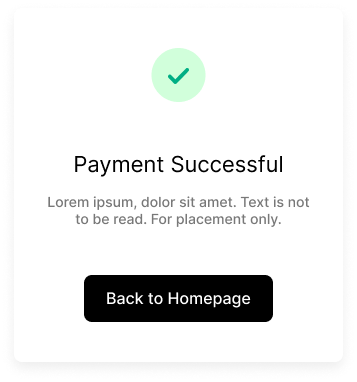 Payment Successful
Lorem ipsum, dolor sit amet. Text is not
to be read. For placement only.
Back to Homepage